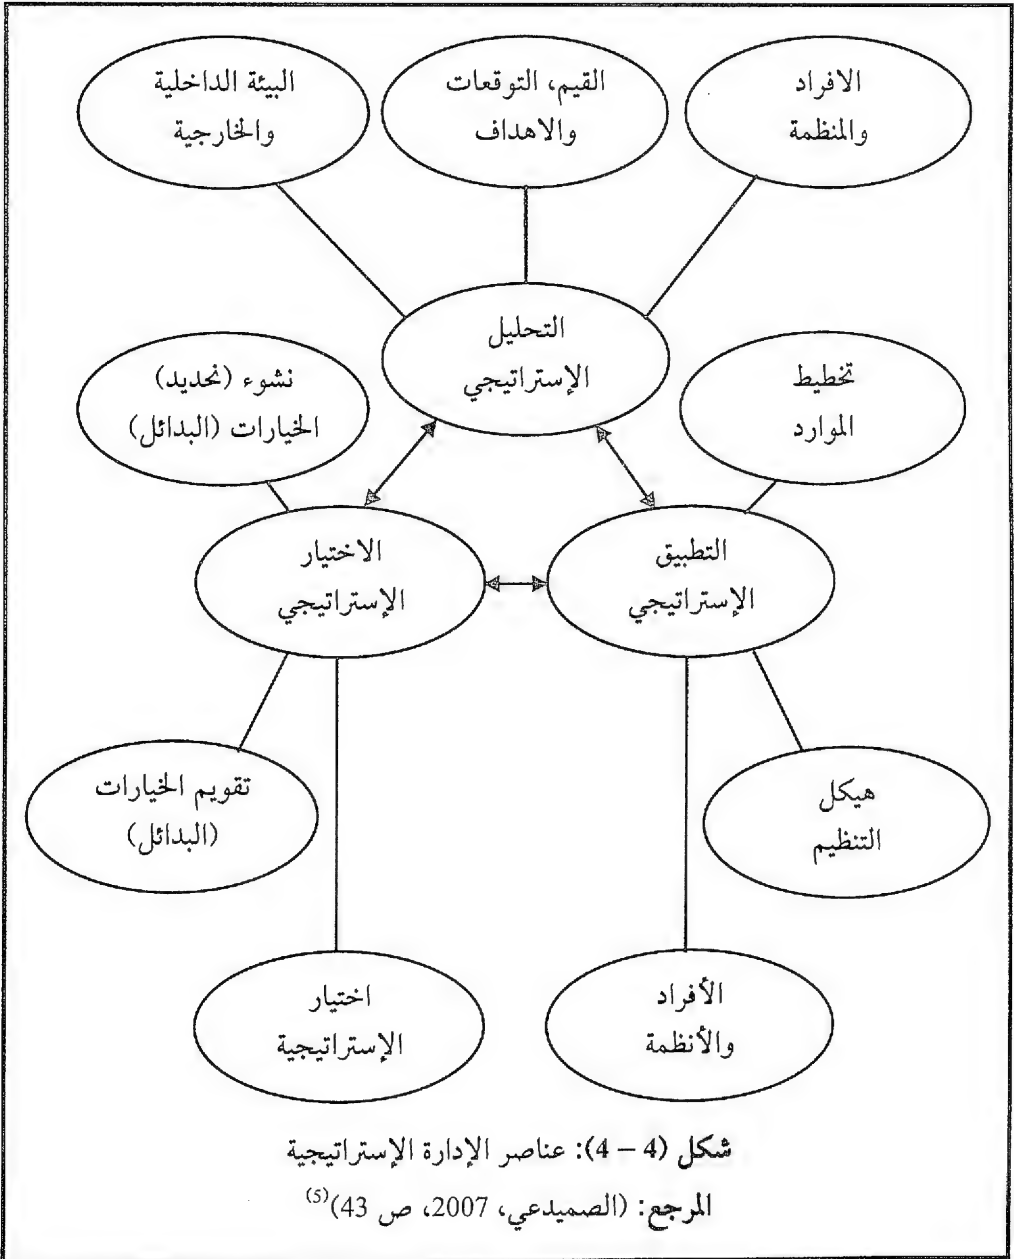 الافراد
والمنظمة
القيم، التوقعات
والاهداف
البيئة الداخلية
والخارجية
التحليل
الإستراتيجي
تخطيط
الموارد
نشوء (تحديد)
الخيارات (البدائل)
التطبيق
الإستراتيجي
الاختيار
الإستراتيجي
هيكل
التنظيم
تقويم الخيارات
(البدائل)
الأفراد
والأنظمة
اختيار
الإستراتيجية
شكل (4 – 4): عناصر الإدارة الإستراتيجية
المرجع: (الصميدعي، 2007، ص 43)(5)